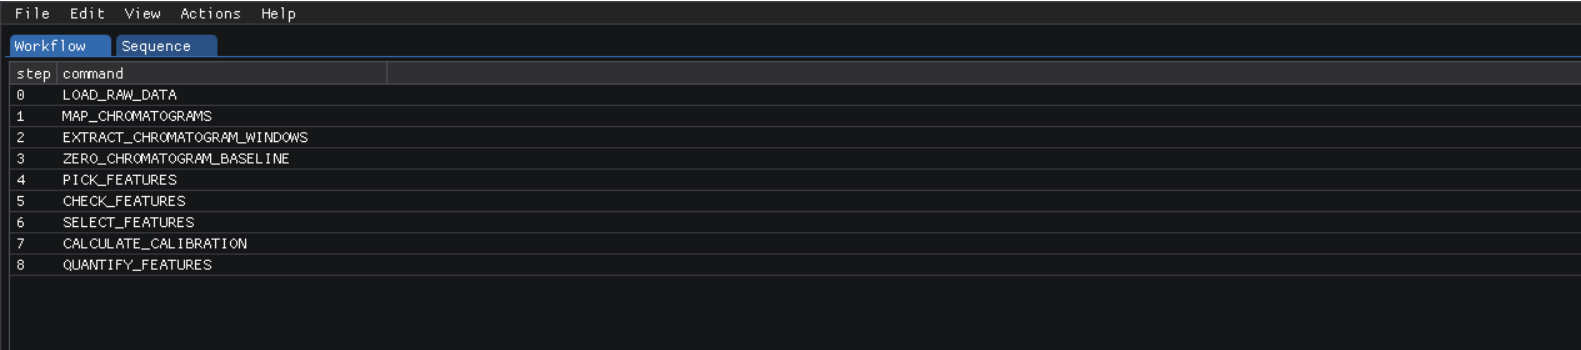 File Edit View Actions Help
Workflow Sequence
step command
0 LOAD_RAW_DATA
1 MAP_CHROMATOGRAMS
2 EXTRACT_CHROMATOGRAM_WINDOWS
3 ZERO_CHROMATOGRAM_BASELINE
4 PICK_FEATURES
5 CHECK_FEATURES
6 SELECT_FEATURES
7 CALCULATE_CALIBRATION
8 QUANTIFY_FEATURES